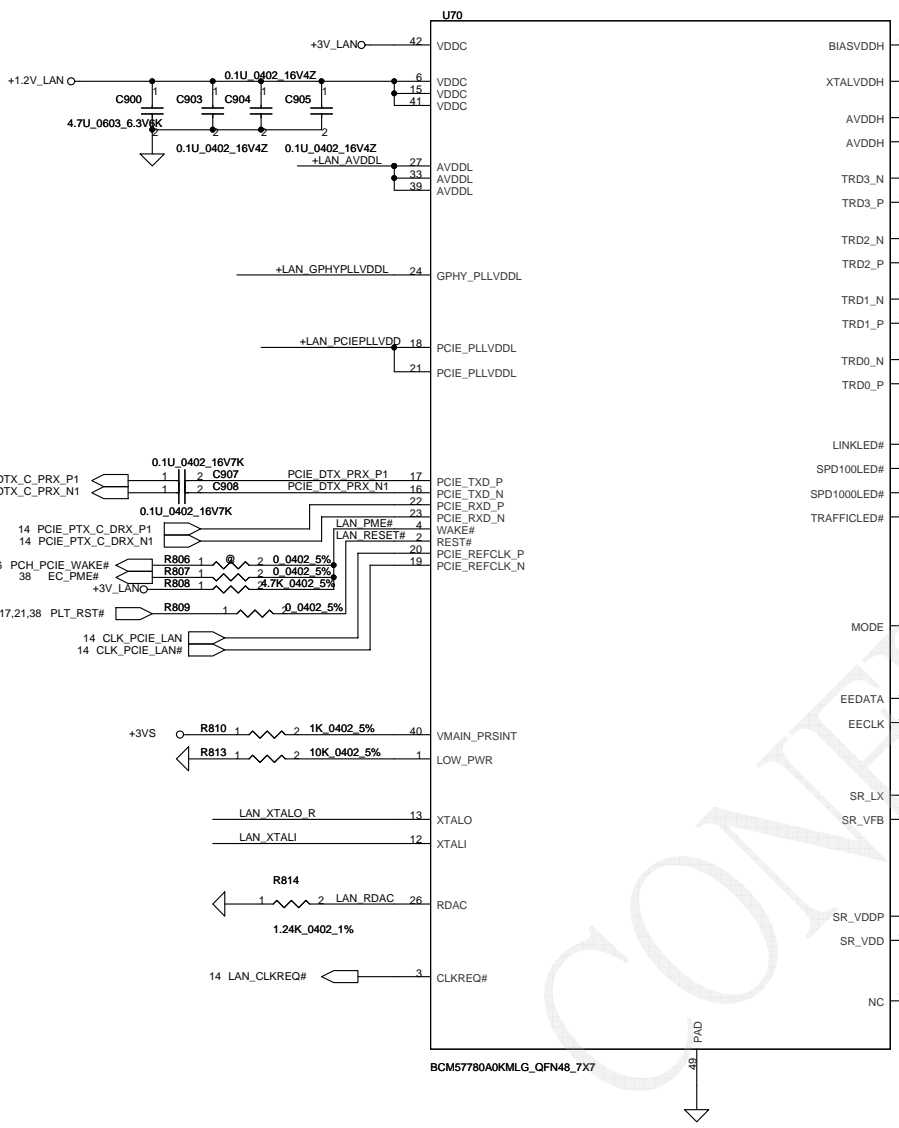 U70
+3V_LAN 42 VDDC BIASVDDH
+1.2V_LAN 0.1U_0402_16V4Z 6 VDDC XTALVDDH
1 1 1 1 15 VDDC
C900 C903 C904 C905 41 VDDC
AVDDH
4.7U_0603_6.3V6K
2 2 2 2
0.1U_0402_16V4Z 0.1U_0402_16V4Z AVDDH
+LAN_AVDDL 27 AVDDL
33 AVDDL TRD3_N
39 AVDDL
TRD3_P
TRD2_N
TRD2_P
+LAN_GPHYPLLVDDL 24 GPHY_PLLVDDL
TRD1_N
TRD1_P
+LAN_PCIEPLLVDD 18 PCIE_PLLVDDL
TRD0_N
21 PCIE_PLLVDDL
TRD0_P
LINKLED#
0.1U_0402_16V7K SPD100LED#
DTX_C_PRX_P1 1 2 C907 PCIE_DTX_PRX_P1 17 PCIE_TXD_P
DTX_C_PRX_N1 1 2 C908 PCIE_DTX_PRX_N1 16 PCIE_TXD_N SPD1000LED#
0.1U_0402_16V7K 22 PCIE_RXD_P
23 PCIE_RXD_N TRAFFICLED#
14 PCIE_PTX_C_DRX_P1 LAN_PME# 4 WAKE#
14 PCIE_PTX_C_DRX_N1 LAN_RESET# 2 REST#
20 PCIE_REFCLK_P
PCH_PCIE_WAKE# R806 1 @ 2 0_0402_5% 19 PCIE_REFCLK_N
38 EC_PME# R807 1 2 0_0402_5%
+3V_LAN R808 1 2 4.7K_0402_5%
17,21,38 PLT_RST# R809 1 2 0_0402_5%
MODE
14 CLK_PCIE_LAN
14 CLK_PCIE_LAN#
EEDATA
EECLK
+3VS R810 1 2 1K_0402_5% 40 VMAIN_PRSINT
R813 1 2 10K_0402_5% 1 LOW_PWR
SR_LX
LAN_XTALO_R 13 XTALO SR_VFB
LAN_XTALI 12 XTALI
R814
1 2 LAN_RDAC 26 RDAC
SR_VDDP
1.24K_0402_1%
SR_VDD
14 LAN_CLKREQ# 3 CLKREQ#
NC
PAD
49
BCM57780A0KMLG_QFN48_7X7